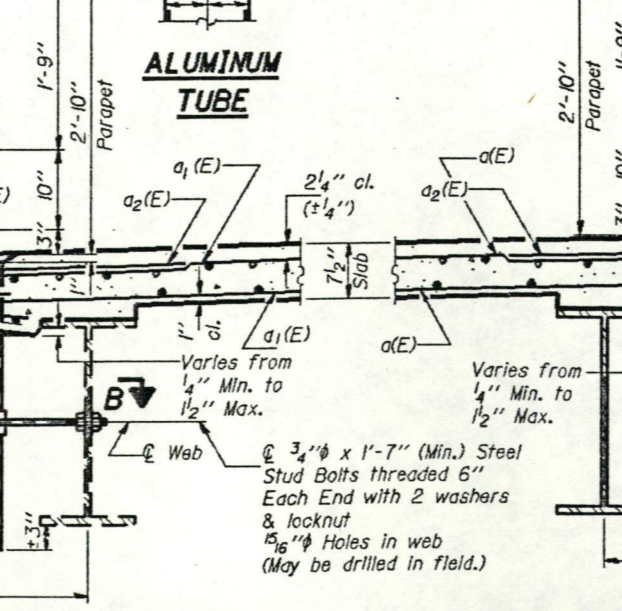 ALUMINUM
TUBE
1'-9"
2'-10"
Parapet
10"
3"
a1(E)
a2(E)
2¼" cl.
(±¼")
a(E)
a2(E)
2'-10"
Parapet
7½"
Slab
1"
1"
cl.
a1(E)
a(E)
Varies from
¼" Min. to
1½" Max.
Varies from
¼" Min. to
1½" Max.
B
℄ Web
℄ ¾"ϕ x 1'-7" (Min.) Steel
Stud Bolts threaded 6"
Each End with 2 washers
& locknut
15/16"ϕ Holes in web
(May be drilled in field.)
±3"